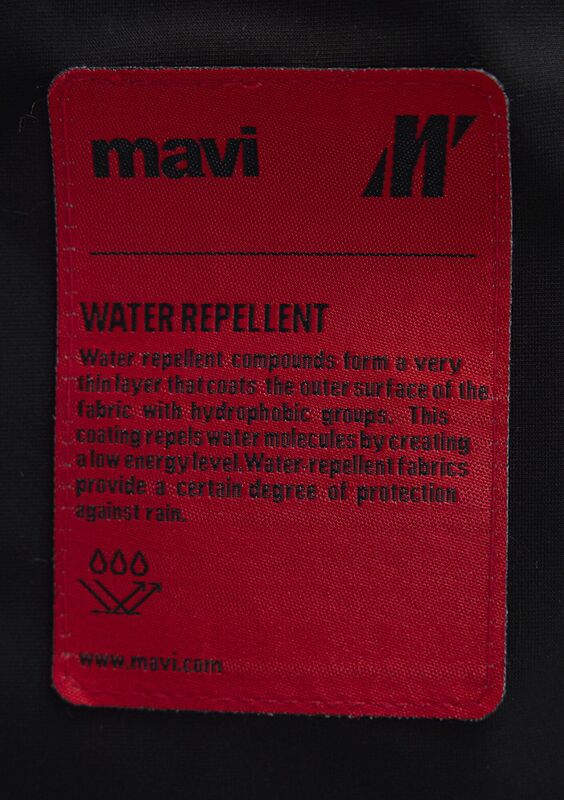 mavi M
WATER REPELLENT
Water repellent compounds form a very
thin layer that coats the outer surface of the
fabric with hydrophobic groups. This
coating repels water molecules by creating
a low energy level. Water-repellent fabrics
provide a certain degree of protection
against rain.
www.mavi.com